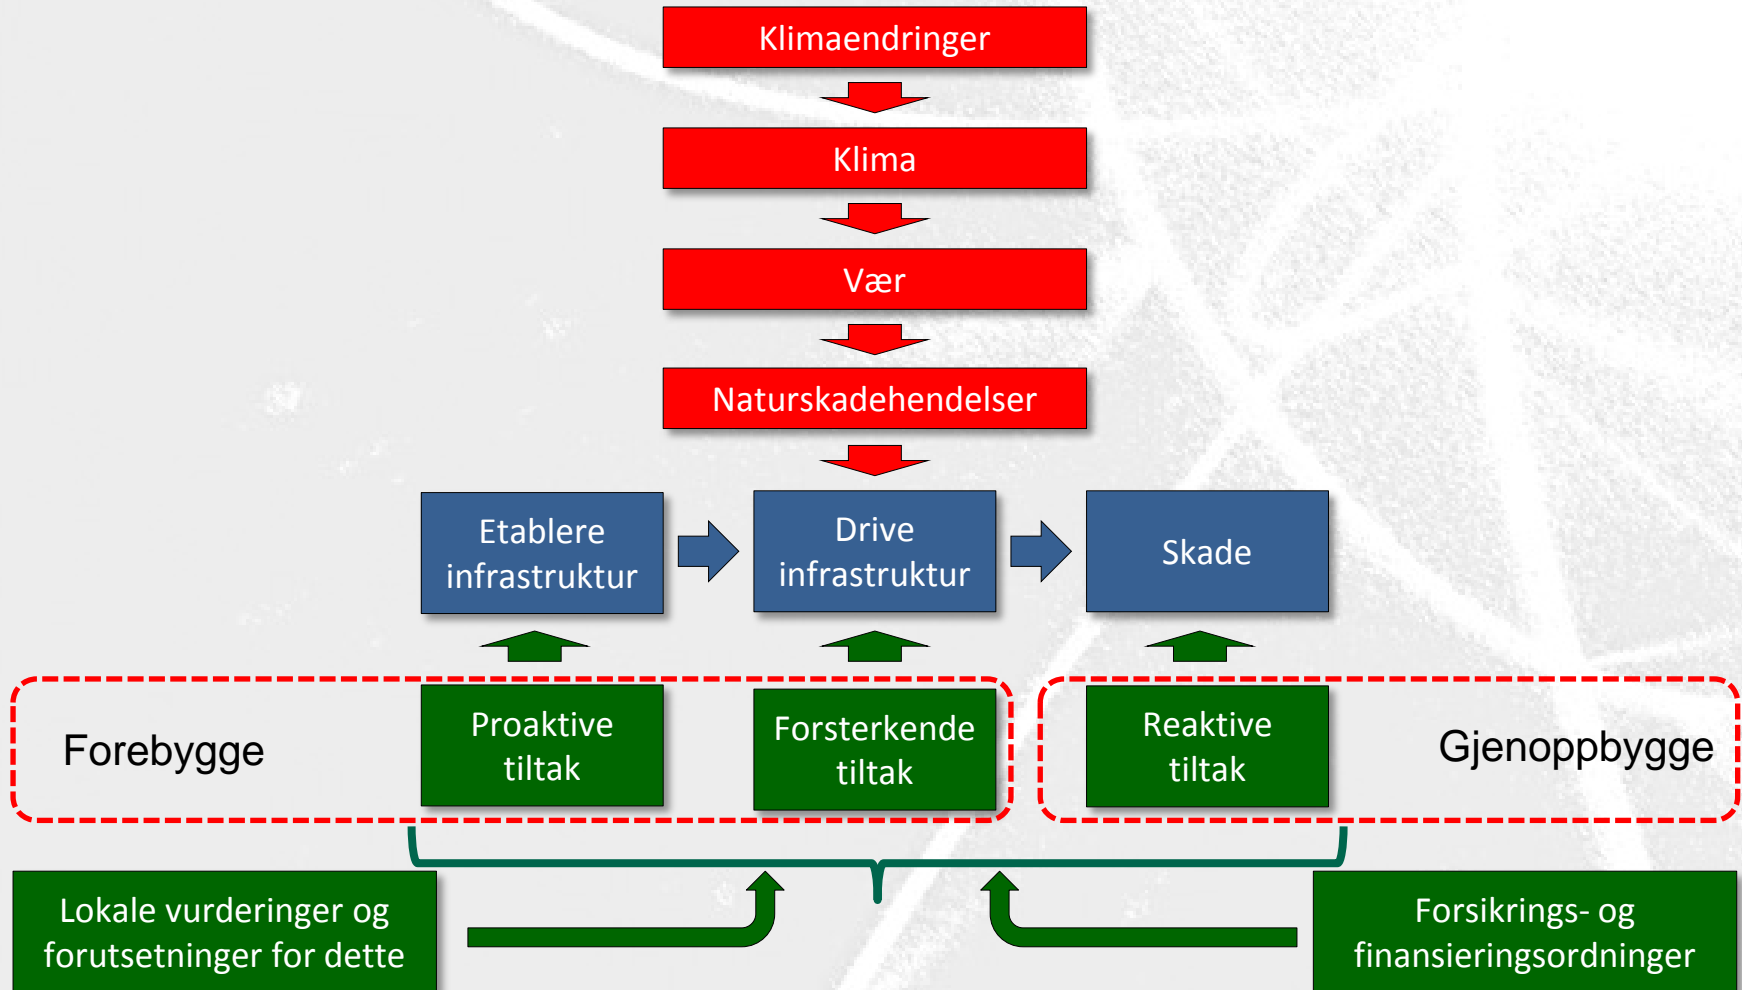 Klimaendringer
Klima
Vær
Naturskadehendelser
Etablere
infrastruktur
Drive
infrastruktur
Skade
Forebygge
Proaktive
tiltak
Forsterkende
tiltak
Reaktive
tiltak
Gjenoppbygge
Lokale vurderinger og
forutsetninger for dette
Forsikrings- og
finansieringsordninger